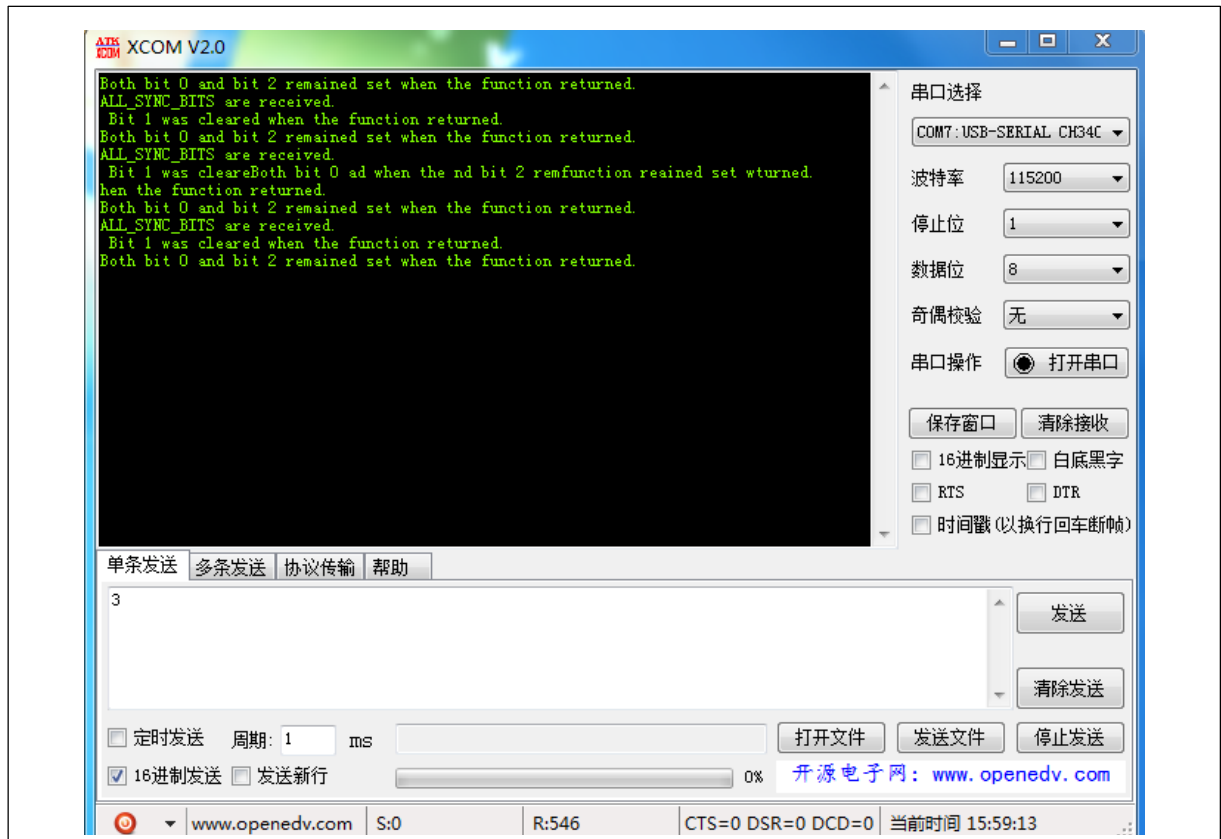 ATK XCOM XCOM V2.0
Both bit 0 and bit 2 remained set when the function returned.
ALL_SYNC_BITS are received.
Bit 1 was cleared when the function returned.
Both bit 0 and bit 2 remained set when the function returned.
ALL_SYNC_BITS are received.
Bit 1 was cleareBoth bit 0 ad when the nd bit 2 remfunction reained set wturned.
hen the function returned.
Both bit 0 and bit 2 remained set when the function returned.
ALL_SYNC_BITS are received.
Bit 1 was cleared when the function returned.
Both bit 0 and bit 2 remained set when the function returned.
串口选择
COM7:USB-SERIAL CH34C
波特率 115200
停止位 1
数据位 8
奇偶校验 无
串口操作 打开串口
保存窗口 清除接收
16进制显示 白底黑字
RTS DTR
时间戳(以换行回车断帧)
单条发送 多条发送 协议传输 帮助
3
发送
清除发送
定时发送 周期: 1 ms 打开文件 发送文件 停止发送
16进制发送 发送新行 0% 开源电子网: www.openedv.com
www.openedv.com S:0 R:546 CTS=0 DSR=0 DCD=0 当前时间 15:59:13